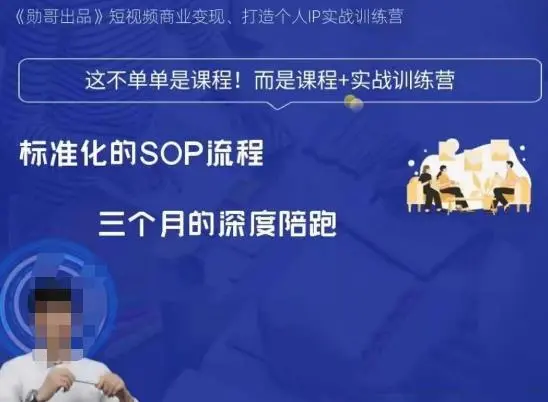 《勋哥出品》短视频商业变现、打造个人IP实战训练营
这不单单是课程！而是课程+实战训练营
标准化的SOP流程
三个月的深度陪跑